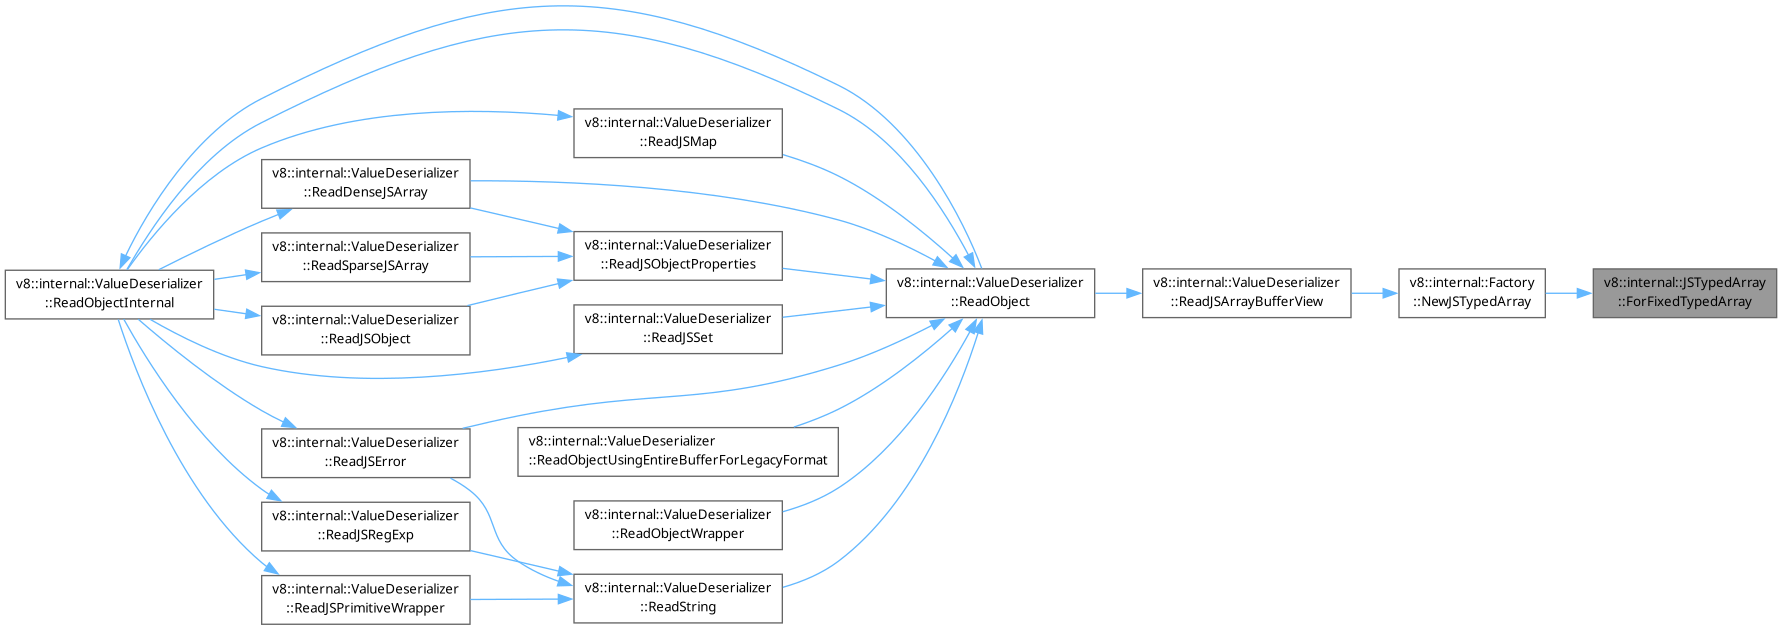 v8::internal::ValueDeserializer
::ReadObjectInternal
v8::internal::ValueDeserializer
::ReadDenseJSArray
v8::internal::ValueDeserializer
::ReadSparseJSArray
v8::internal::ValueDeserializer
::ReadJSObject
v8::internal::ValueDeserializer
::ReadJSError
v8::internal::ValueDeserializer
::ReadJSRegExp
v8::internal::ValueDeserializer
::ReadJSPrimitiveWrapper
v8::internal::ValueDeserializer
::ReadJSMap
v8::internal::ValueDeserializer
::ReadJSObjectProperties
v8::internal::ValueDeserializer
::ReadJSSet
v8::internal::ValueDeserializer
::ReadObjectUsingEntireBufferForLegacyFormat
v8::internal::ValueDeserializer
::ReadObjectWrapper
v8::internal::ValueDeserializer
::ReadString
v8::internal::ValueDeserializer
::ReadObject
v8::internal::ValueDeserializer
::ReadJSArrayBufferView
v8::internal::Factory
::NewJSTypedArray
v8::internal::JSTypedArray
::ForFixedTypedArray